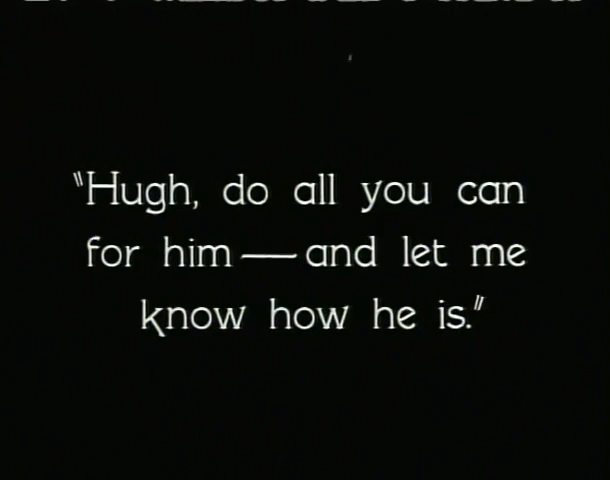 "Hugh, do all you can
for him — and let me
know how he is."